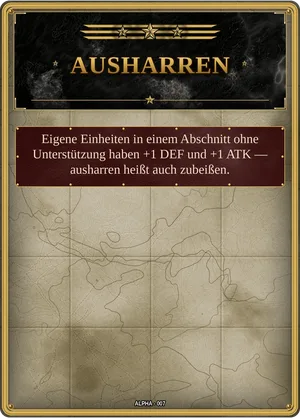 AUSHARREN
Eigene Einheiten in einem Abschnitt ohne
Unterstützung haben +1 DEF und +1 ATK —
ausharren heißt auch zubeißen.
ALPHA 007